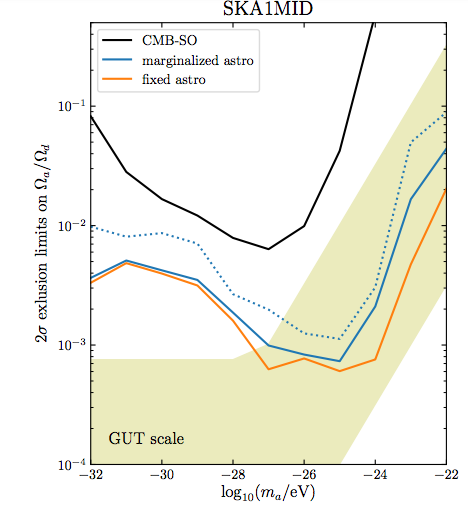 SKA1MID
CMB-SO
marginalized astro
fixed astro
2σ exlusion limits on Ωₐ/Ω_d
10⁻¹
10⁻²
10⁻³
10⁻⁴
GUT scale
−32 −30 −28 −26 −24 −22
log₁₀(mₐ/eV)